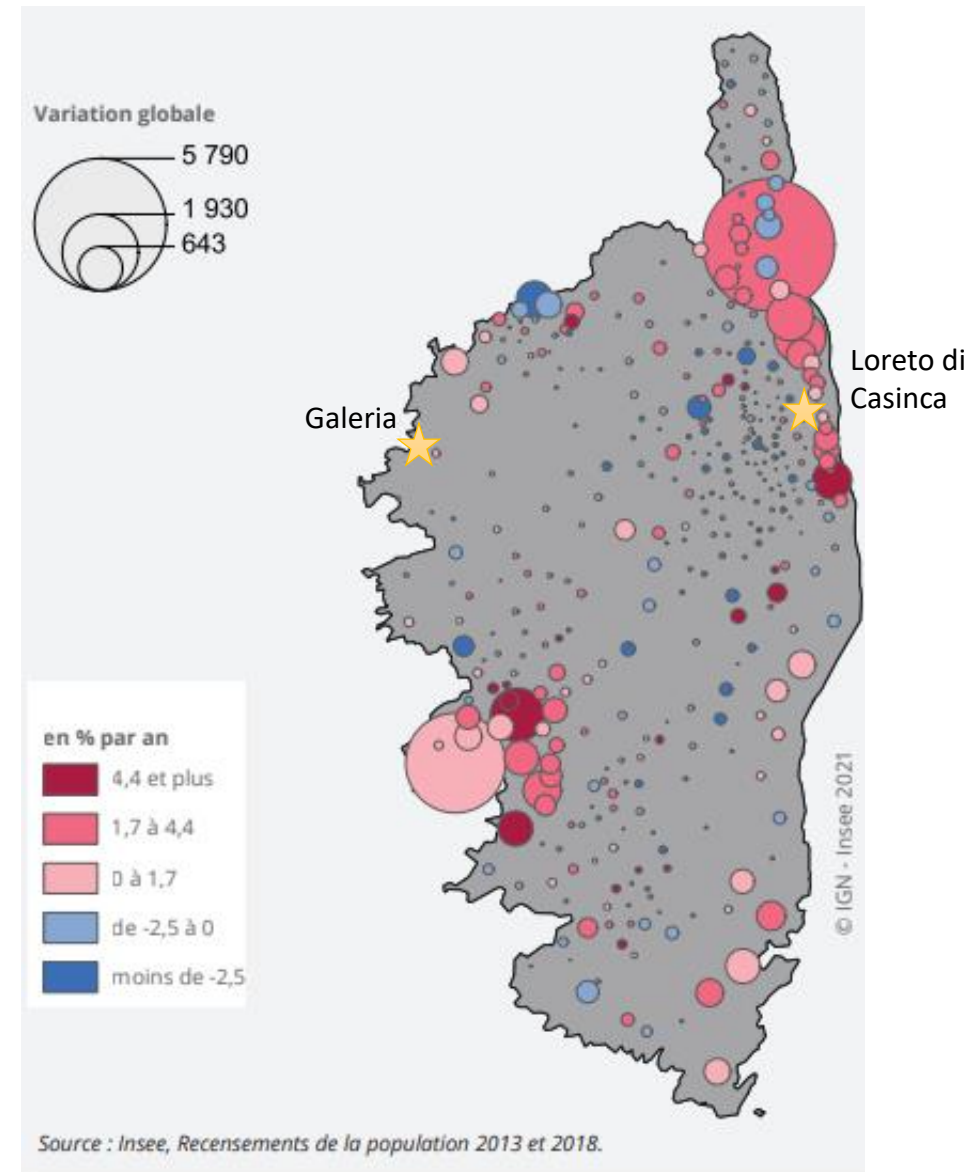 Variation globale
5 790
1 930
643
Loreto di
Casinca
Galeria
en % par an
4,4 et plus
1,7 à 4,4
0 à 1,7
de -2,5 à 0
moins de -2,5
© IGN - Insee 2021
Source : Insee, Recensements de la population 2013 et 2018.